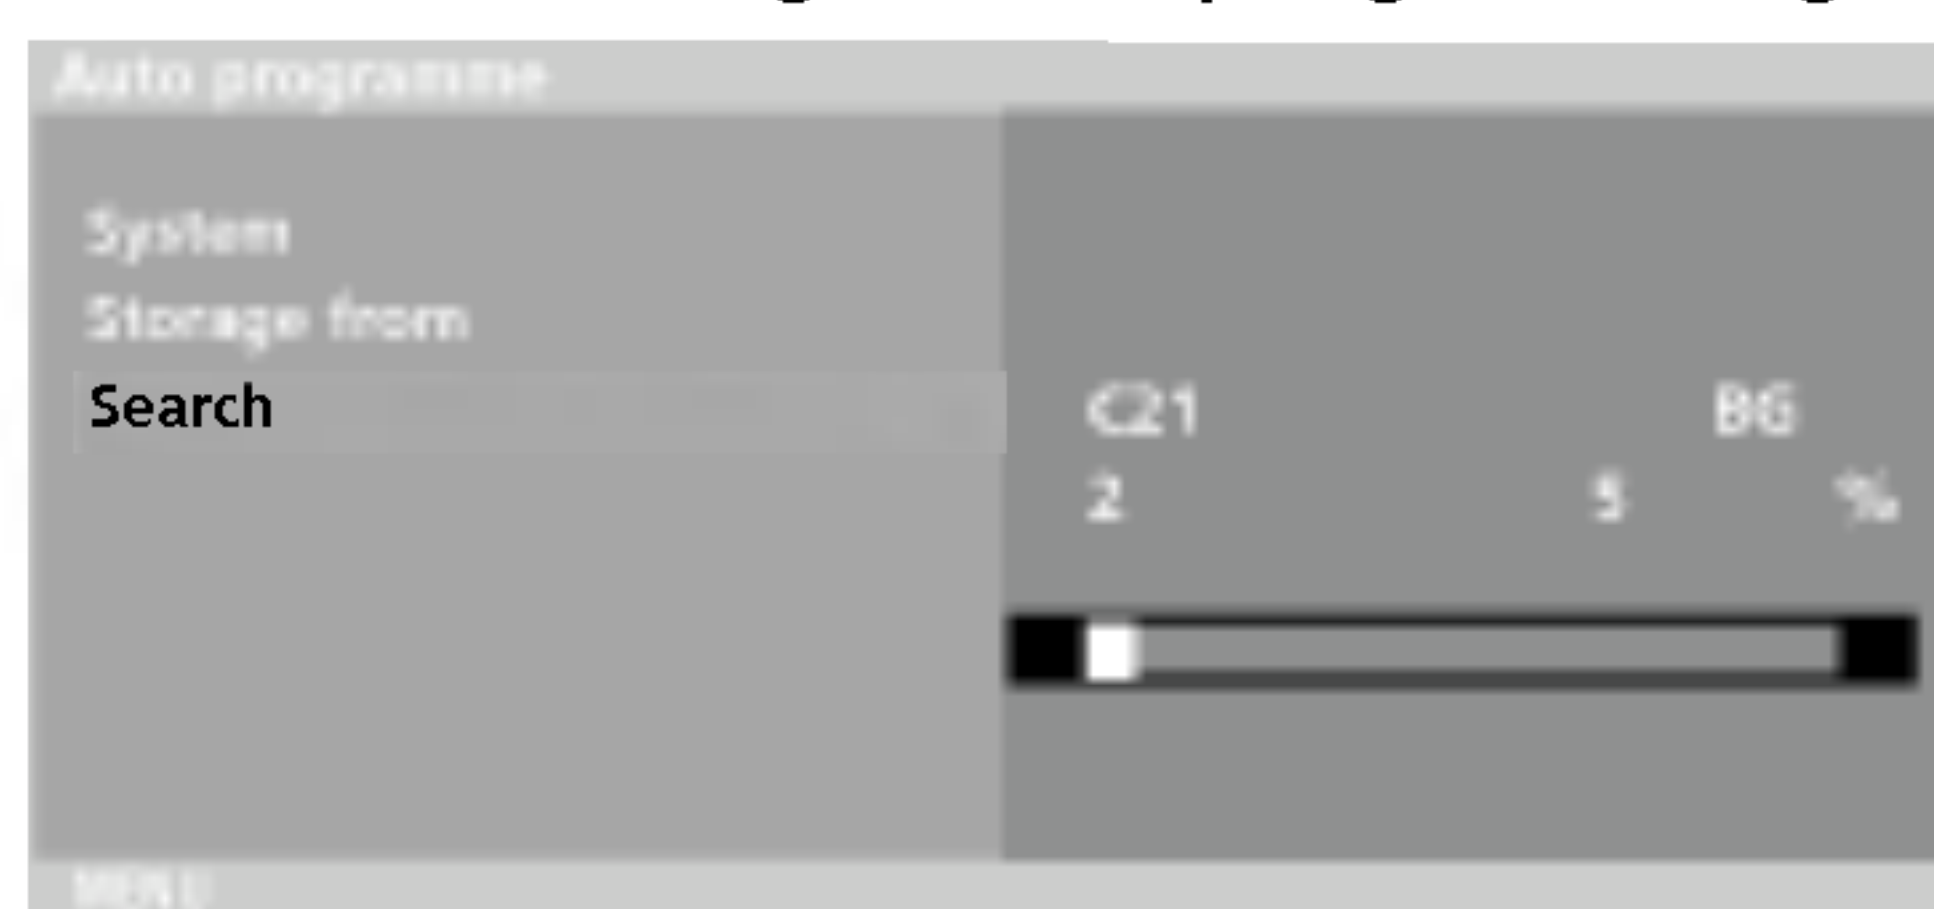 Auto programme
System
Storage from
Search C21 BG
2 5 %
MENU